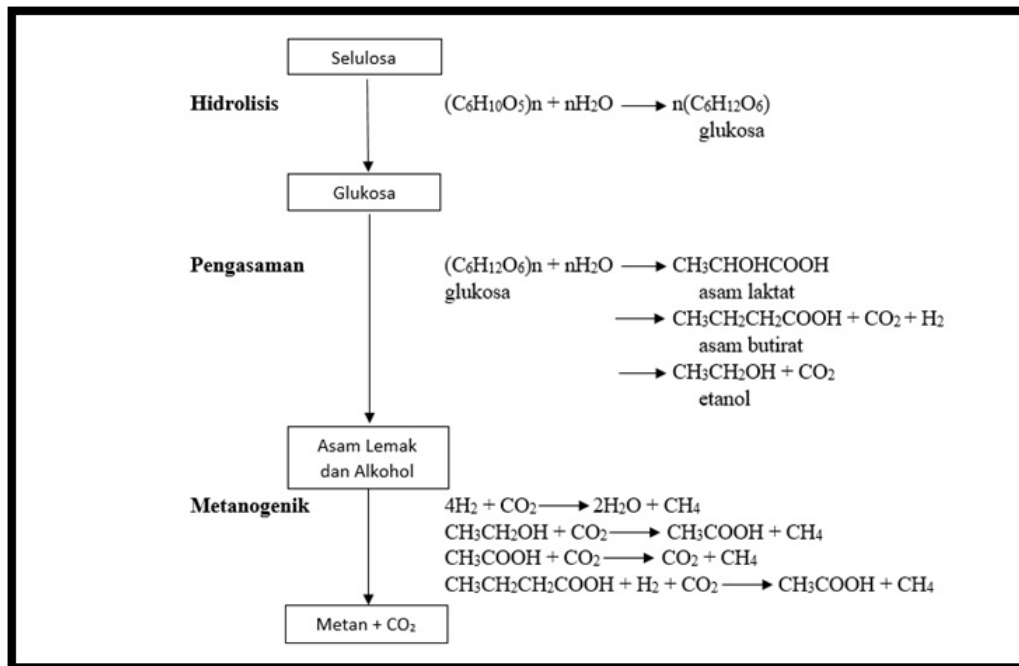 Selulosa
Hidrolisis
(C₆H₁₀O₅)n + nH₂O ⟶ n(C₆H₁₂O₆)
glukosa
Glukosa
Pengasaman
(C₆H₁₂O₆)n + nH₂O ⟶ CH₃CHOHCOOH
glukosa asam laktat
⟶ CH₃CH₂CH₂COOH + CO₂ + H₂
asam butirat
⟶ CH₃CH₂OH + CO₂
etanol
Asam Lemak
dan Alkohol
Metanogenik
4H₂ + CO₂ ⟶ 2H₂O + CH₄
CH₃CH₂OH + CO₂ ⟶ CH₃COOH + CH₄
CH₃COOH + CO₂ ⟶ CO₂ + CH₄
CH₃CH₂CH₂COOH + H₂ + CO₂ ⟶ CH₃COOH + CH₄
Metan + CO₂